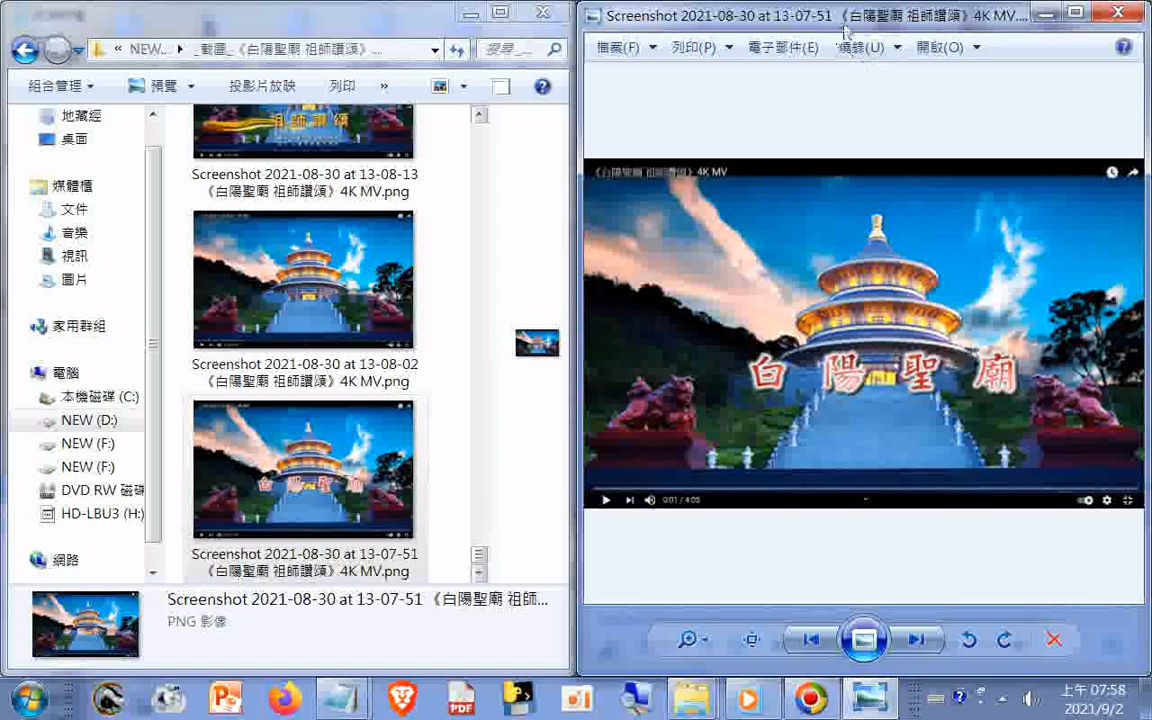 NEW...
_截圖_《白陽聖廟 祖師讚頌》...
搜尋_...
組合管理
預覽
投影片放映
列印
»
地藏經
桌面
媒體櫃
文件
音樂
視訊
圖片
家用群組
電腦
本機磁碟 (C:)
NEW (D:)
NEW (F:)
NEW (F:)
DVD RW 磁碟
HD-LBU3 (H:)
網路
祖師讚頌
Screenshot 2021-08-30 at 13-08-13
《白陽聖廟 祖師讚頌》4K MV.png
Screenshot 2021-08-30 at 13-08-02
《白陽聖廟 祖師讚頌》4K MV.png
白陽聖廟
Screenshot 2021-08-30 at 13-07-51
《白陽聖廟 祖師讚頌》4K MV.png
Screenshot 2021-08-30 at 13-07-51 《白陽聖廟 祖師...
PNG 影像
Screenshot 2021-08-30 at 13-07-51 《白陽聖廟 祖師讚頌》4K MV....
檔案(F)
列印(P)
電子郵件(E)
燒錄(U)
開啟(O)
《白陽聖廟 祖師讚頌》4K MV
白陽聖廟
0:01 / 4:05
PDF
上午 07:58
2021/9/2